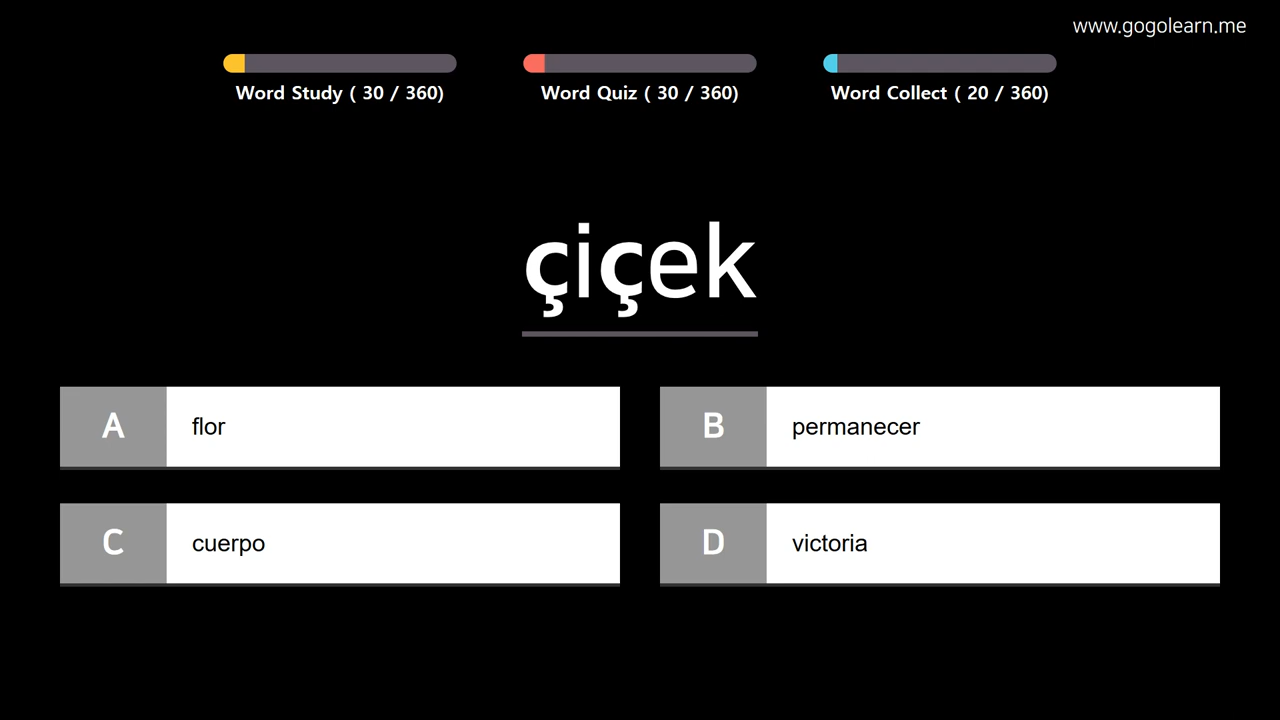 www.gogolearn.me
Word Study ( 30 / 360)
Word Quiz ( 30 / 360)
Word Collect ( 20 / 360)
çiçek
A flor
B permanecer
C cuerpo
D victoria